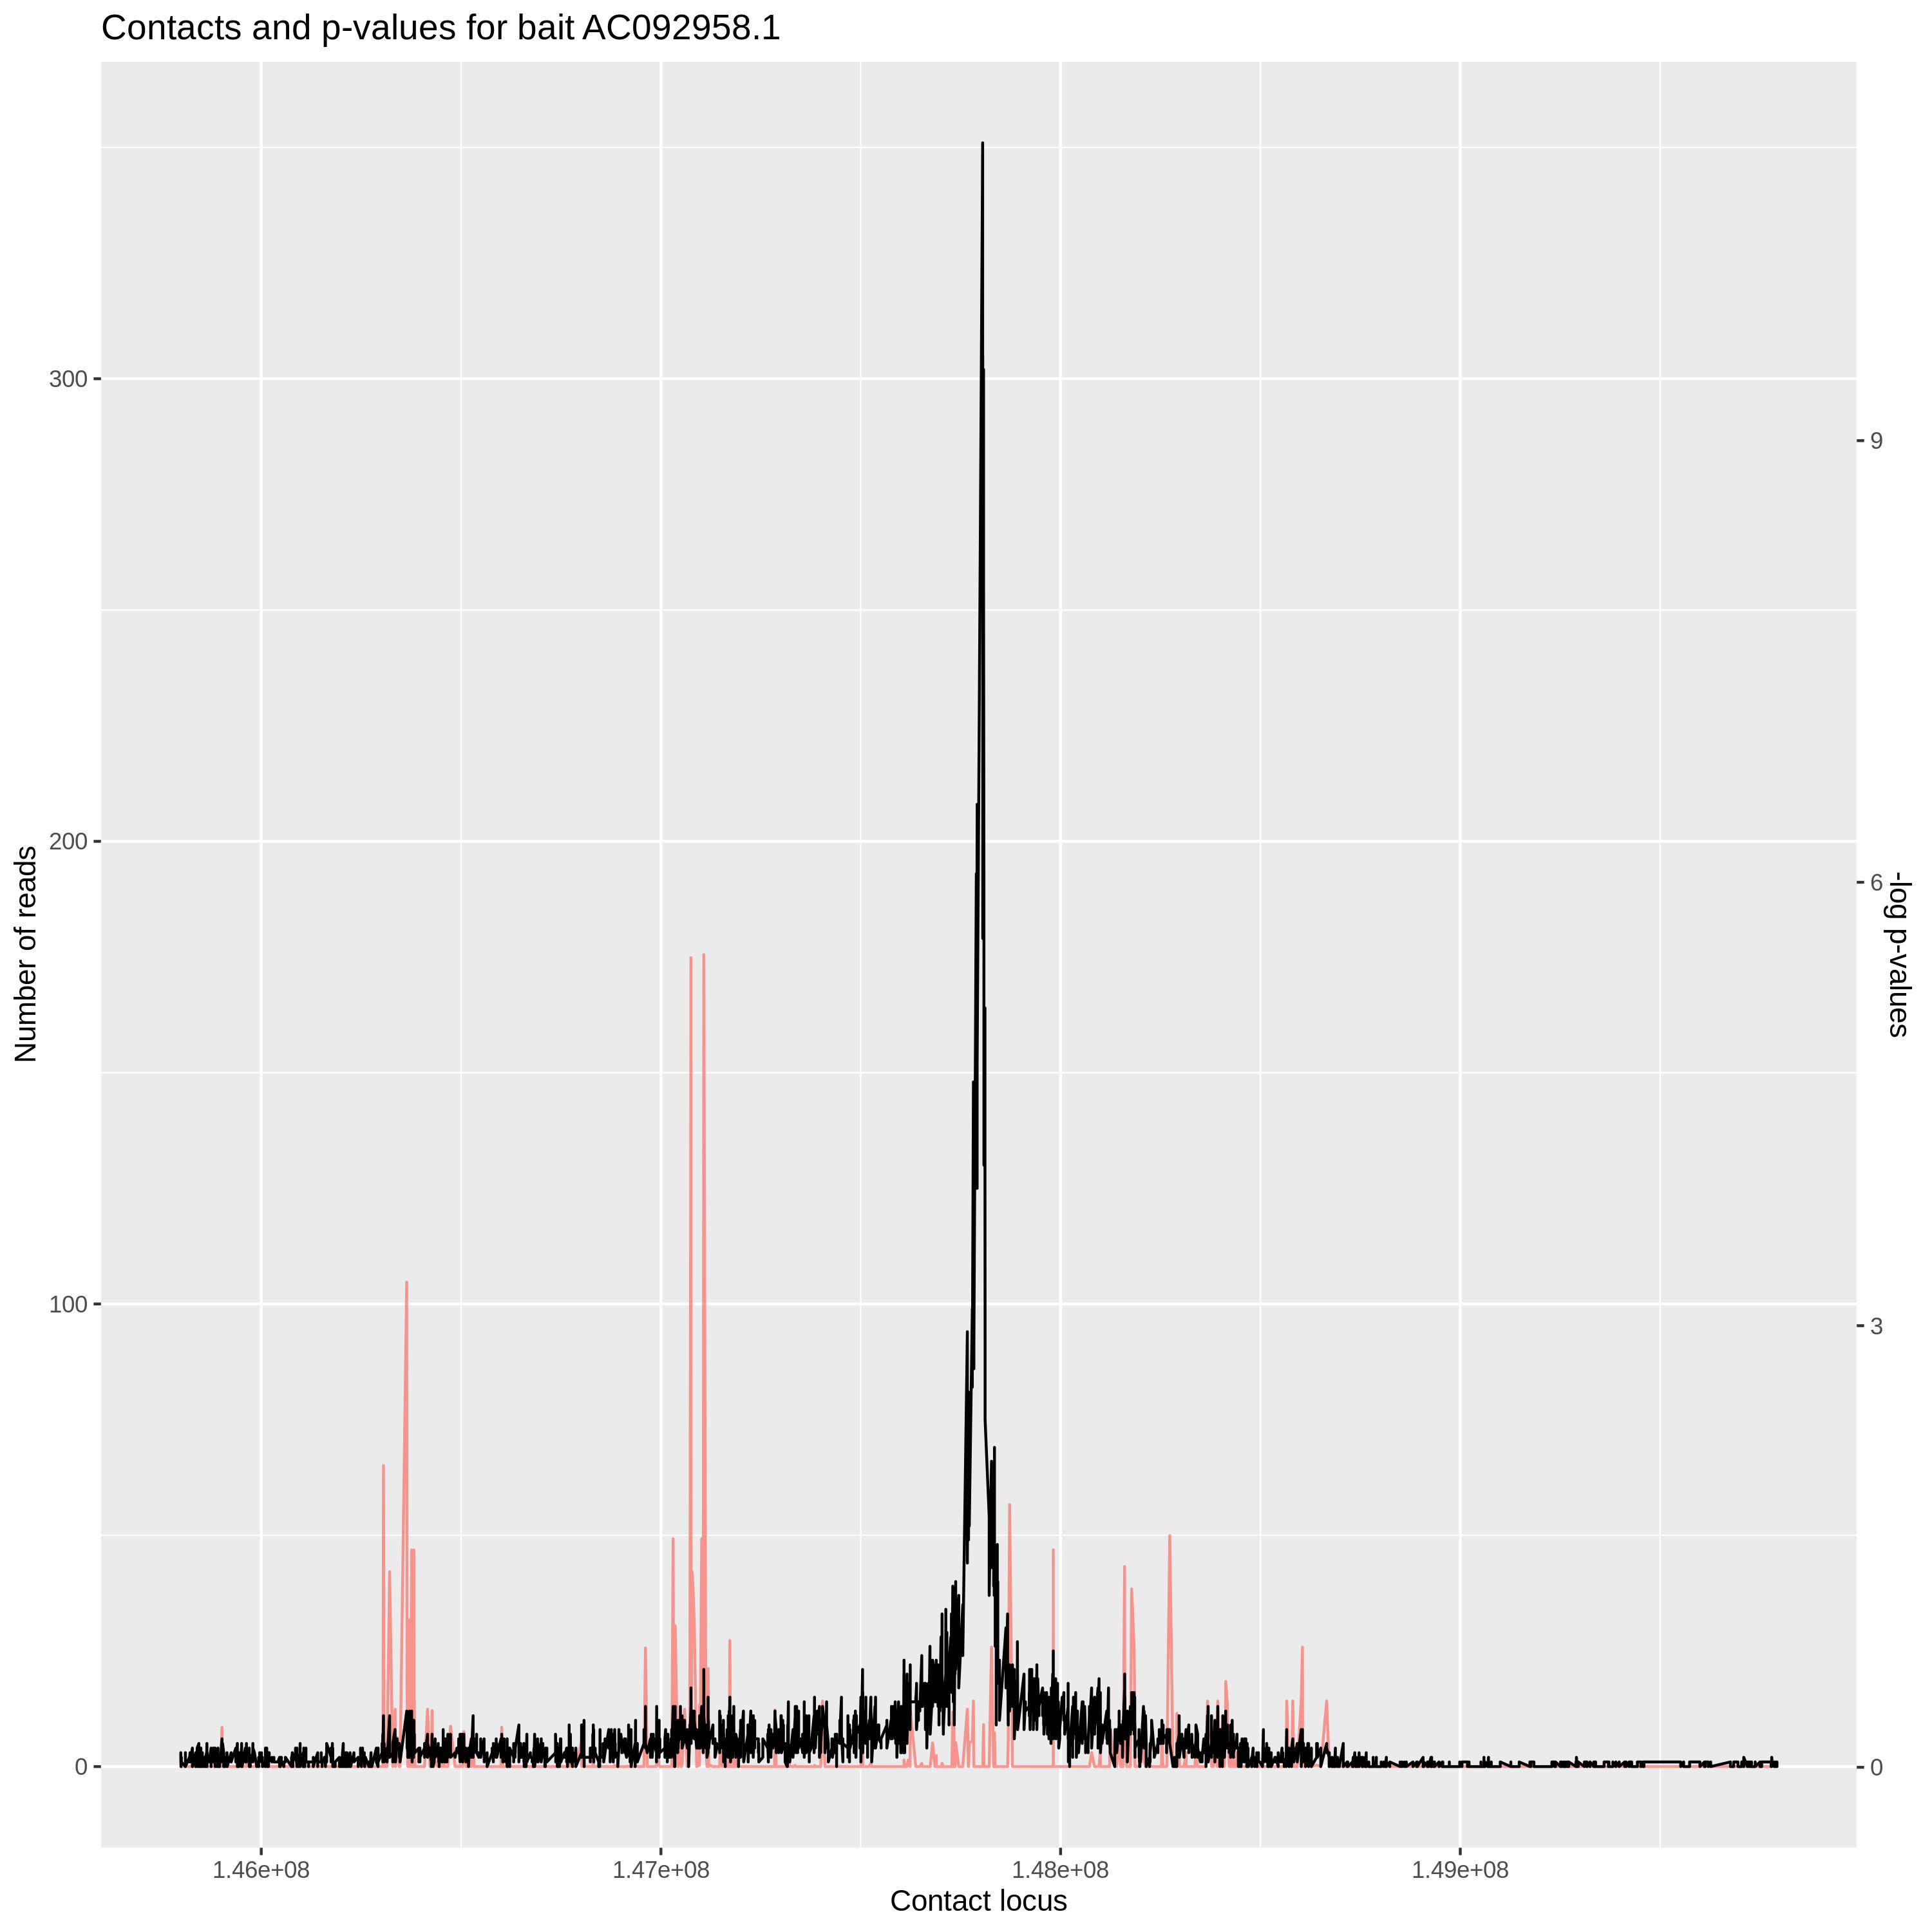 Contacts and p-values for bait AC092958.1
300
200
100
0
Number of reads
9
6
3
0
-log p-values
1.46e+08
1.47e+08
1.48e+08
1.49e+08
Contact locus